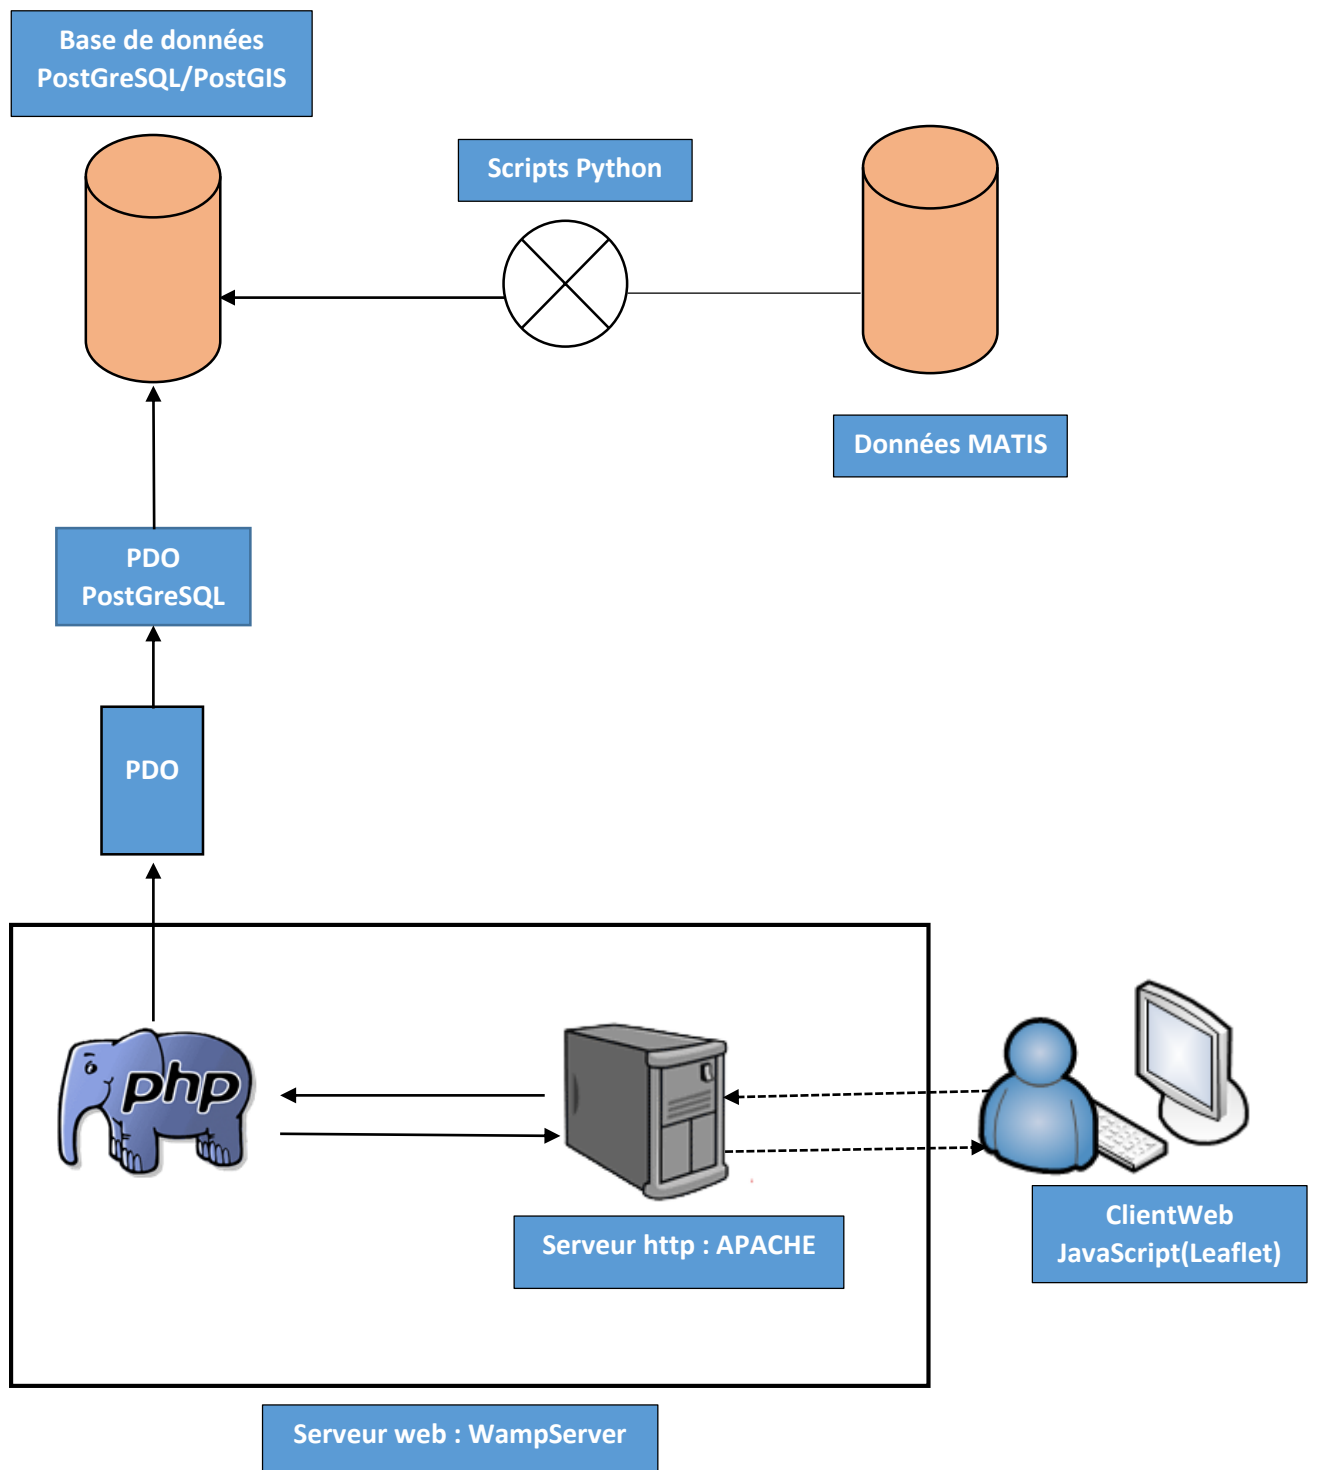 Base de données
PostGreSQL/PostGIS
Scripts Python
Données MATIS
PDO
PostGreSQL
PDO
php
Serveur http : APACHE
ClientWeb
JavaScript(Leaflet)
Serveur web : WampServer